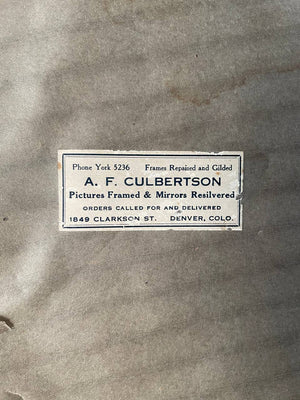 Phone York 5236 Frames Repaired and Gilded
A. F. CULBERTSON
Pictures Framed & Mirrors Resilvered
ORDERS CALLED FOR AND DELIVERED
1849 CLARKSON ST. DENVER, COLO.